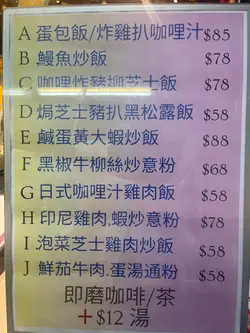 A 蛋包飯/炸雞扒咖喱汁 $85
B 鰻魚炒飯 $78
C 咖喱炸豬柳芝士飯 $78
D 焗芝士豬扒黑松露飯 $58
E 鹹蛋黃大蝦炒飯 $88
F 黑椒牛柳絲炒意粉 $68
G 日式咖喱汁雞肉飯 $58
H 印尼雞肉,蝦炒意粉 $78
I 泡菜芝士雞肉炒飯 $58
J 鮮茄牛肉.蛋湯通粉 $58
即磨咖啡/茶
+$12 湯